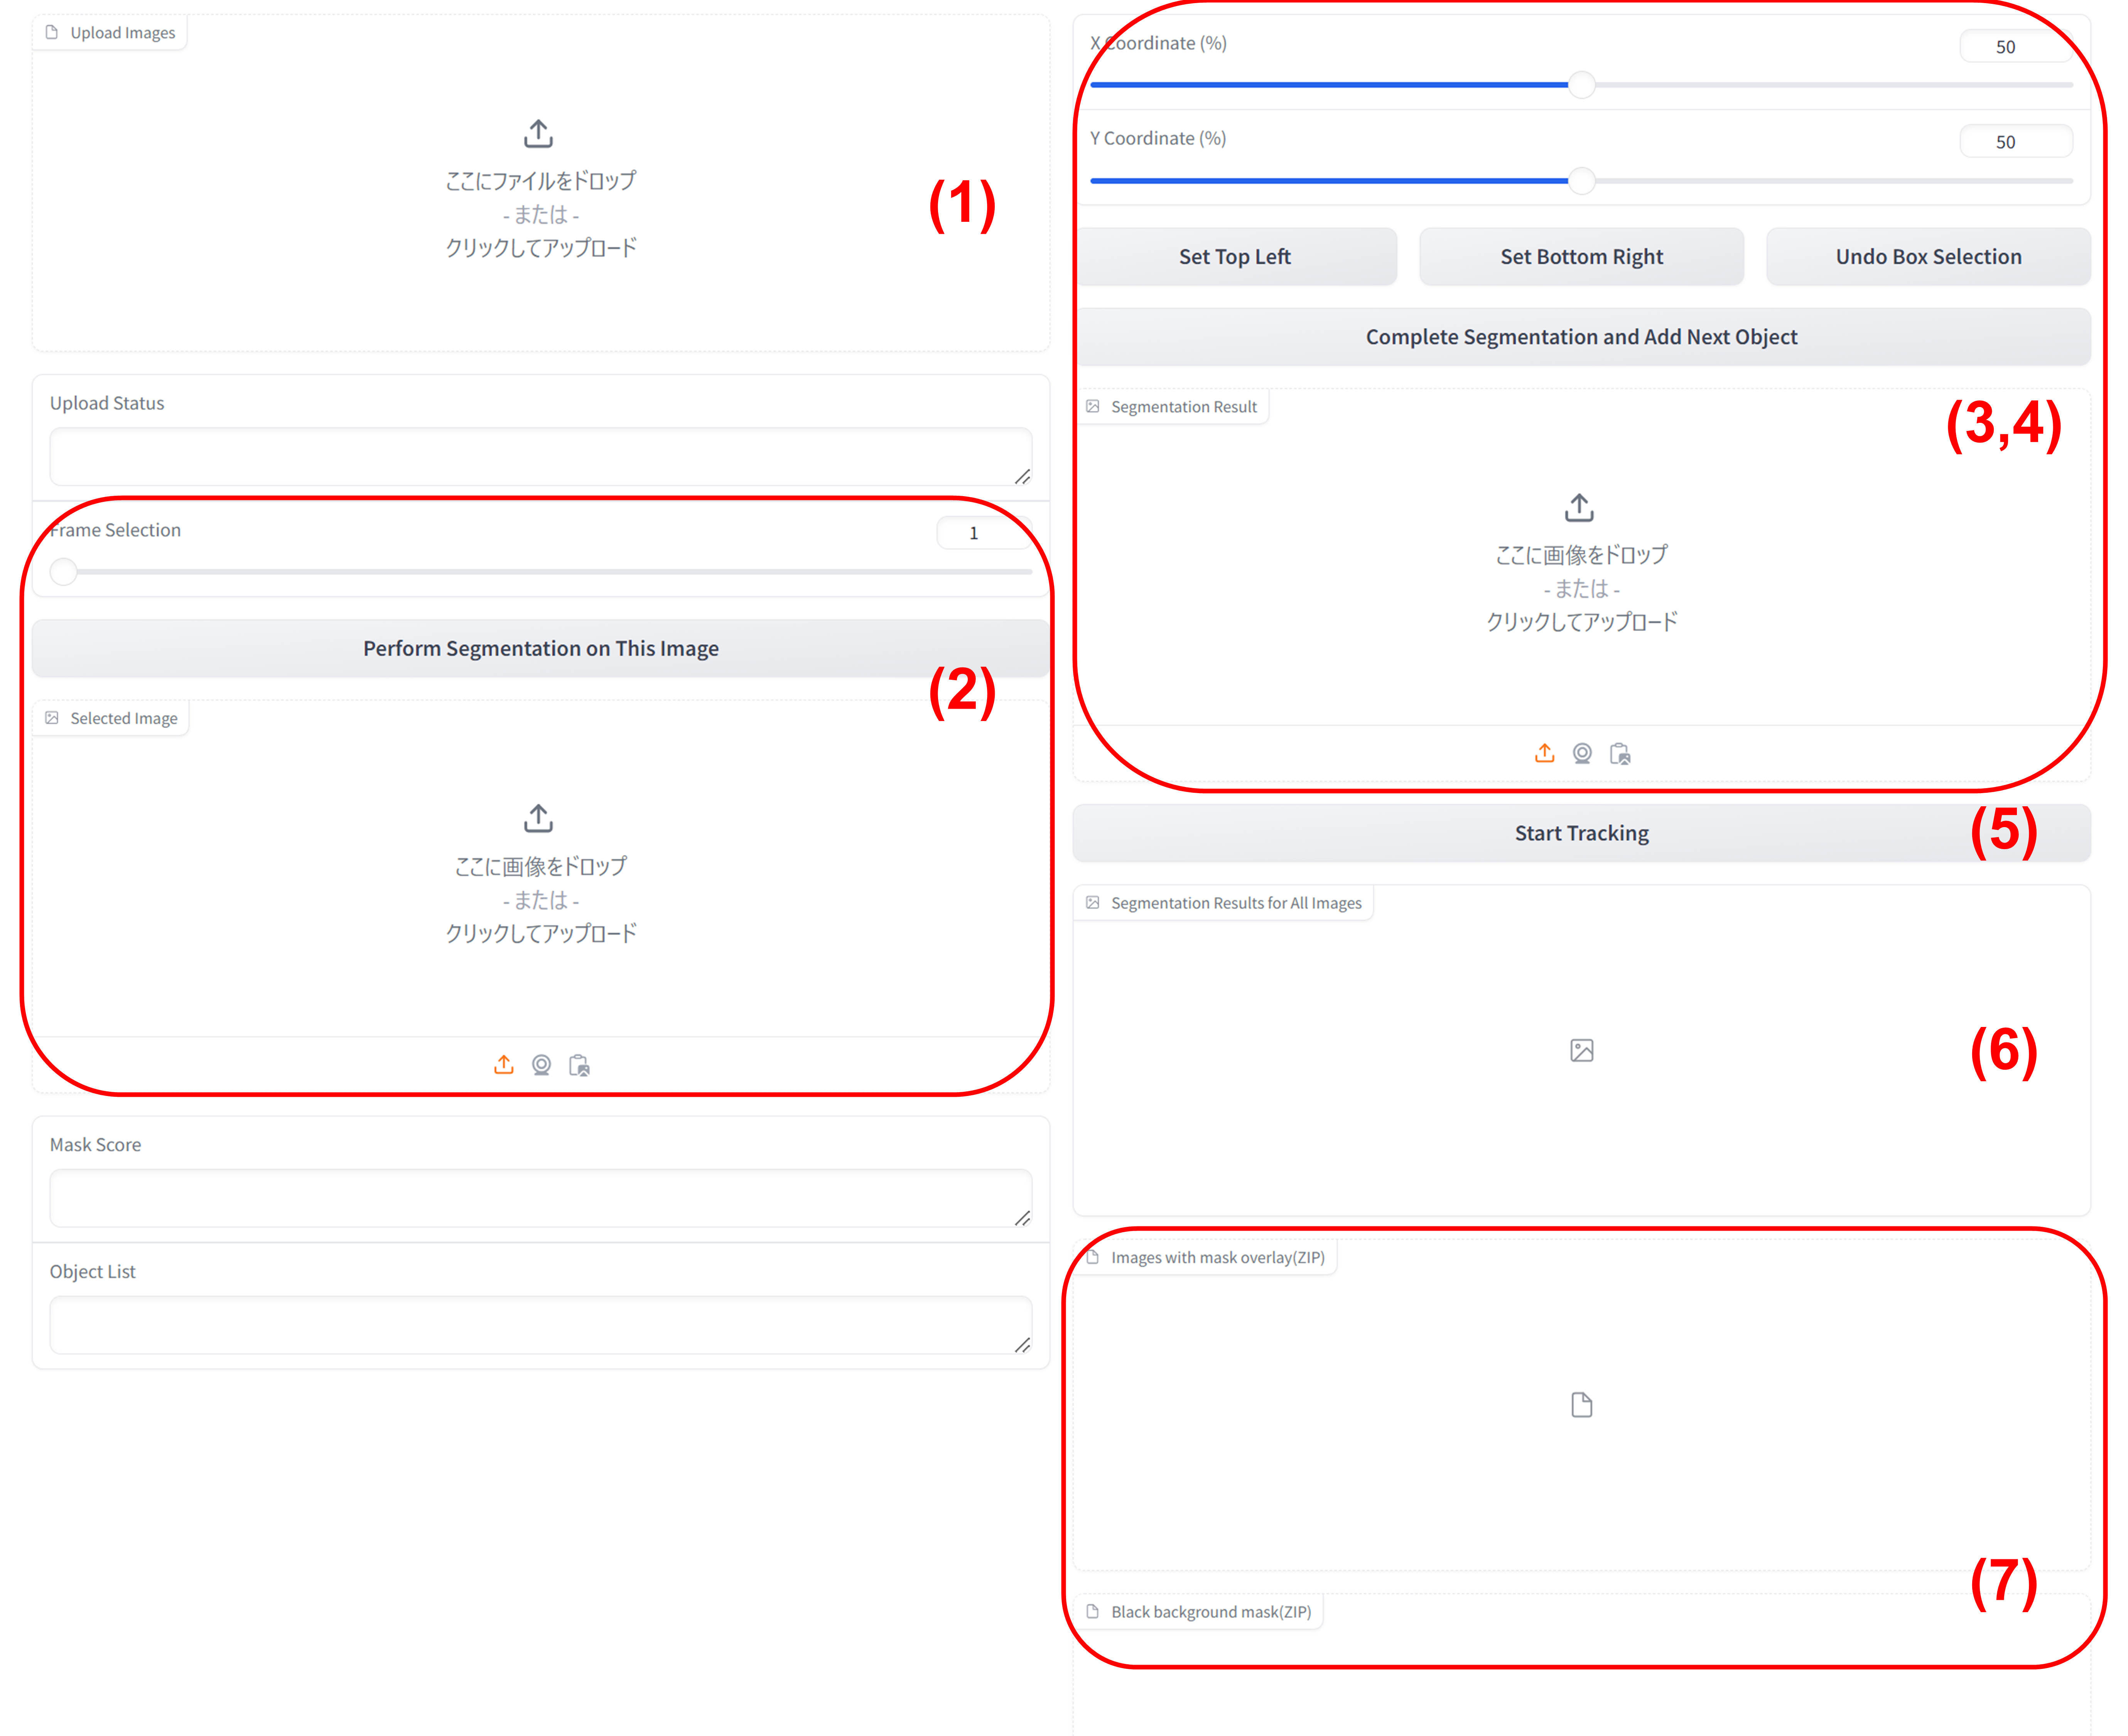 Upload Images
ここにファイルをドロップ
- または -
クリックしてアップロード
(1)
Upload Status
Frame Selection
1
Perform Segmentation on This Image
(2)
Selected Image
ここに画像をドロップ
- または -
クリックしてアップロード
Mask Score
Object List
X Coordinate (%)
50
Y Coordinate (%)
50
Set Top Left
Set Bottom Right
Undo Box Selection
Complete Segmentation and Add Next Object
Segmentation Result
(3,4)
ここに画像をドロップ
- または -
クリックしてアップロード
Start Tracking
(5)
Segmentation Results for All Images
(6)
Images with mask overlay(ZIP)
(7)
Black background mask(ZIP)